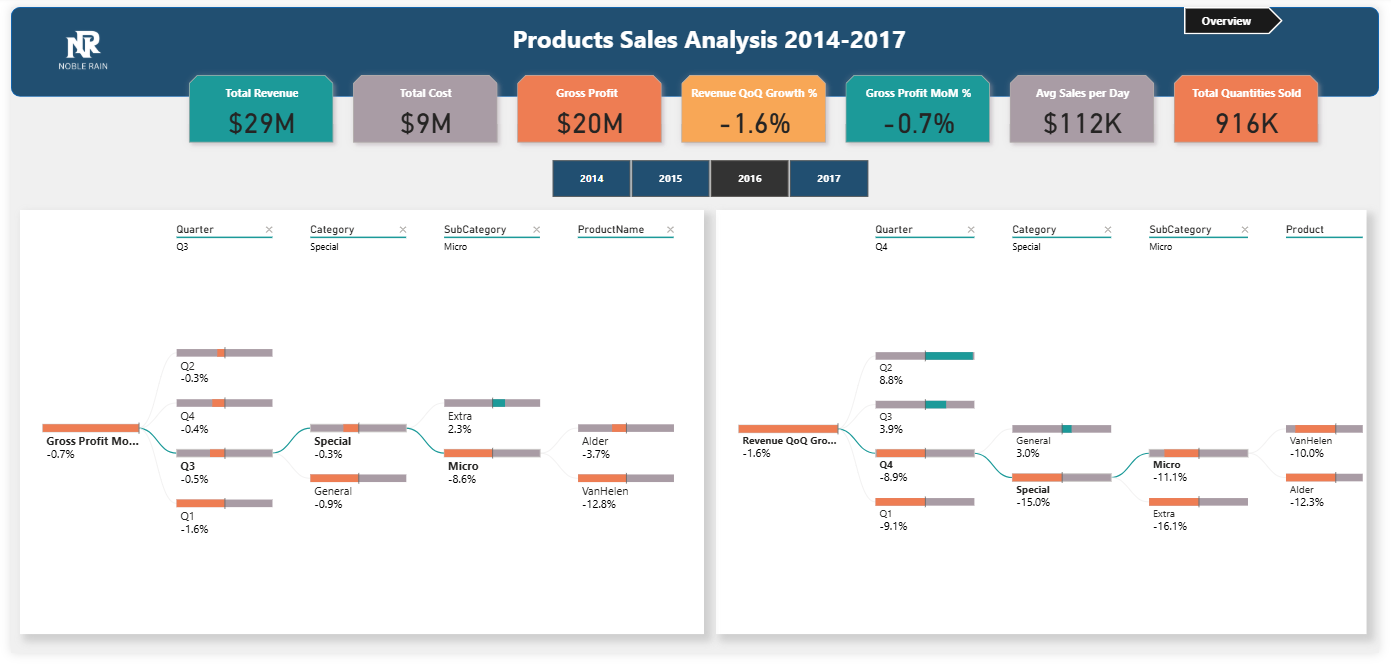 Overview
Products Sales Analysis 2014-2017
NR
NOBLE RAIN
Total Revenue
$29M
Total Cost
$9M
Gross Profit
$20M
Revenue QoQ Growth %
-1.6%
Gross Profit MoM %
-0.7%
Avg Sales per Day
$112K
Total Quantities Sold
916K
2014
2015
2016
2017
Quarter
Q3
Category
Special
SubCategory
Micro
ProductName
Gross Profit Mo...
-0.7%
Q2
-0.3%
Q4
-0.4%
Q3
-0.5%
Q1
-1.6%
Special
-0.3%
General
-0.9%
Extra
2.3%
Micro
-8.6%
Alder
-3.7%
VanHelen
-12.8%
Quarter
Q4
Category
Special
SubCategory
Micro
Product
Revenue QoQ Gro...
-1.6%
Q2
8.8%
Q3
3.9%
Q4
-8.9%
Q1
-9.1%
General
3.0%
Special
-15.0%
Micro
-11.1%
Extra
-16.1%
VanHelen
-10.0%
Alder
-12.3%